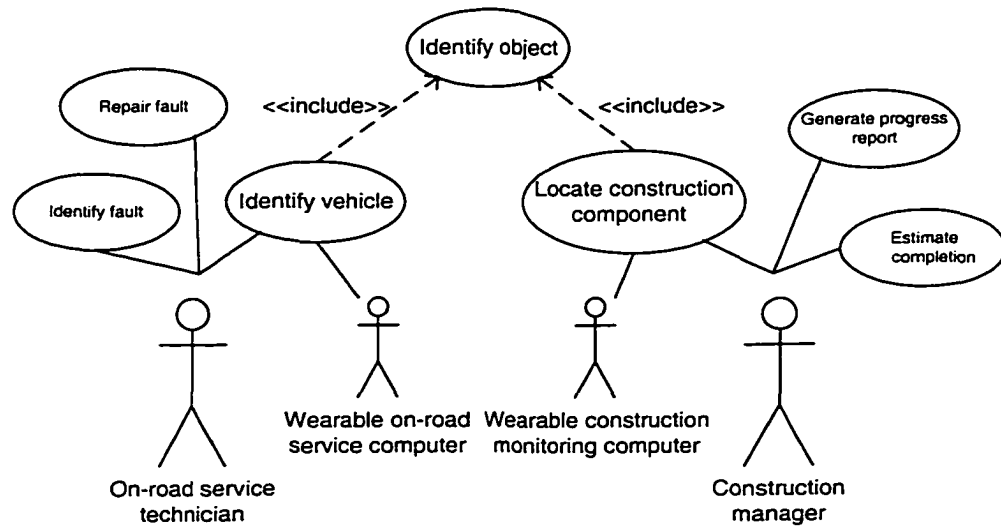 Identify object
<<include>>
<<include>>
Repair fault
Generate progress
report
Identify fault
Identify vehicle
Locate construction
component
Estimate
completion
Wearable on-road
service computer
Wearable construction
monitoring computer
On-road service
technician
Construction
manager